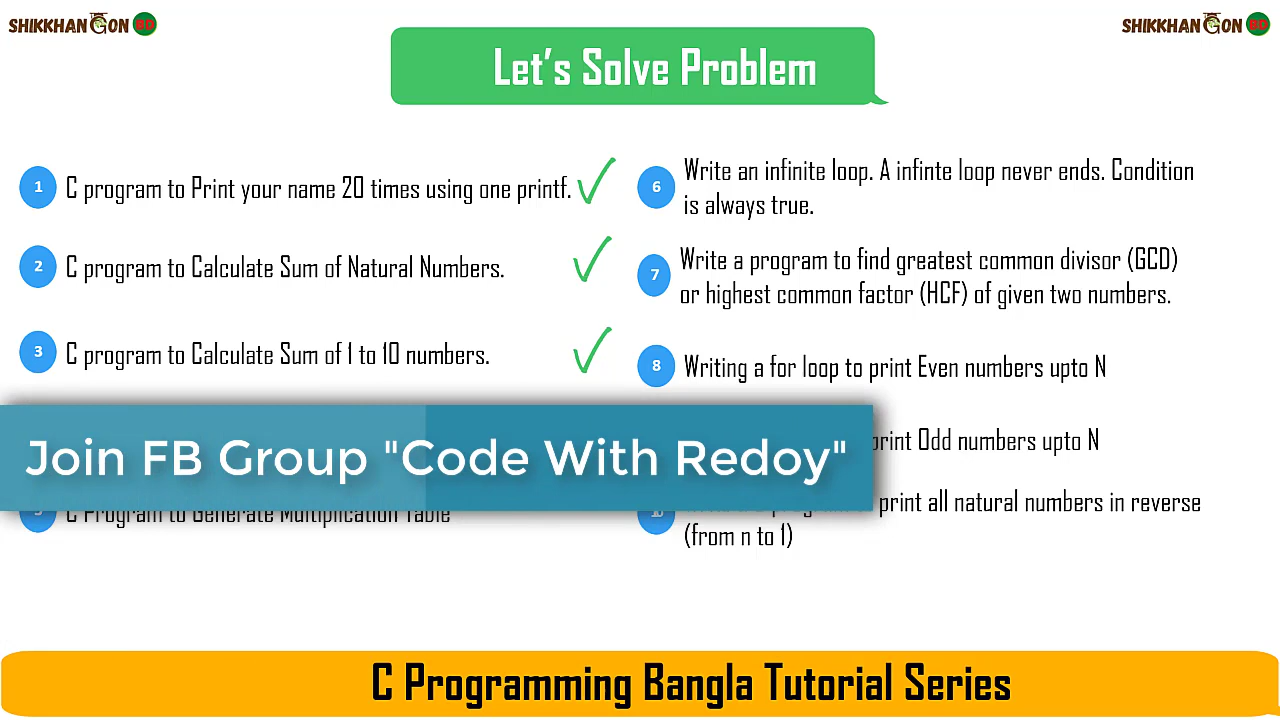 SHIKKHANGON BD
SHIKKHANGON BD
Let's Solve Problem
1 C program to Print your name 20 times using one printf.
2 C program to Calculate Sum of Natural Numbers.
3 C program to Calculate Sum of 1 to 10 numbers.
5 C Program to Generate Multiplication Table
6 Write an infinite loop. A infinte loop never ends. Condition
is always true.
7 Write a program to find greatest common divisor (GCD)
or highest common factor (HCF) of given two numbers.
8 Writing a for loop to print Even numbers upto N
print Odd numbers upto N
10 print all natural numbers in reverse
(from n to 1)
Join FB Group "Code With Redoy"
C Programming Bangla Tutorial Series